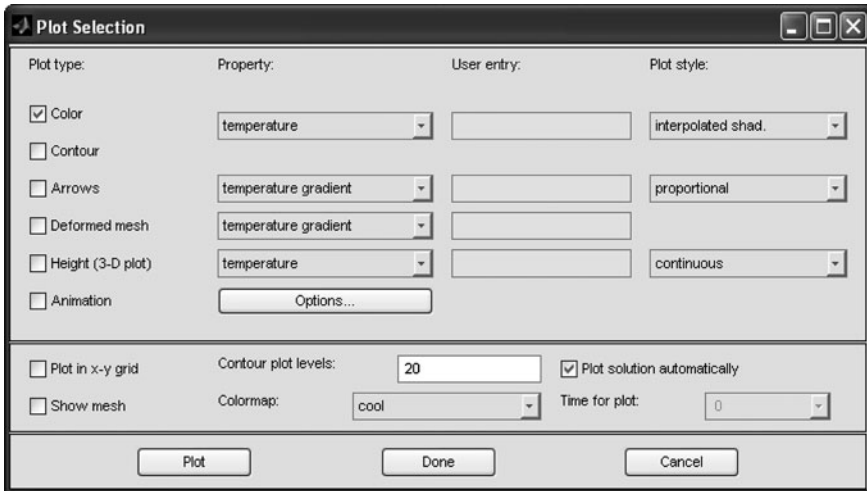 Plot Selection
Plot type: Property: User entry: Plot style:
Color temperature interpolated shad.
Contour
Arrows temperature gradient proportional
Deformed mesh temperature gradient
Height (3-D plot) temperature continuous
Animation Options...
Plot in x-y grid Contour plot levels: 20 Plot solution automatically
Show mesh Colormap: cool Time for plot: 0
Plot Done Cancel